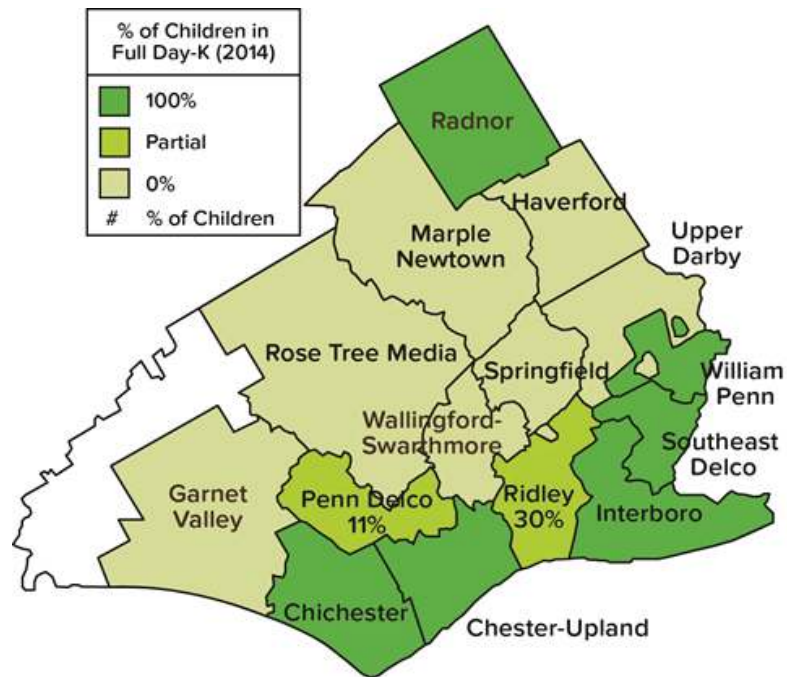 % of Children in
Full Day-K (2014)
100%
Partial
0%
# % of Children
Radnor
Haverford
Marple
Newtown
Upper
Darby
Rose Tree Media
Springfield
William
Penn
Wallingford-
Swarthmore
Southeast
Delco
Garnet
Valley
Penn Delco
11%
Ridley
30%
Interboro
Chichester
Chester-Upland